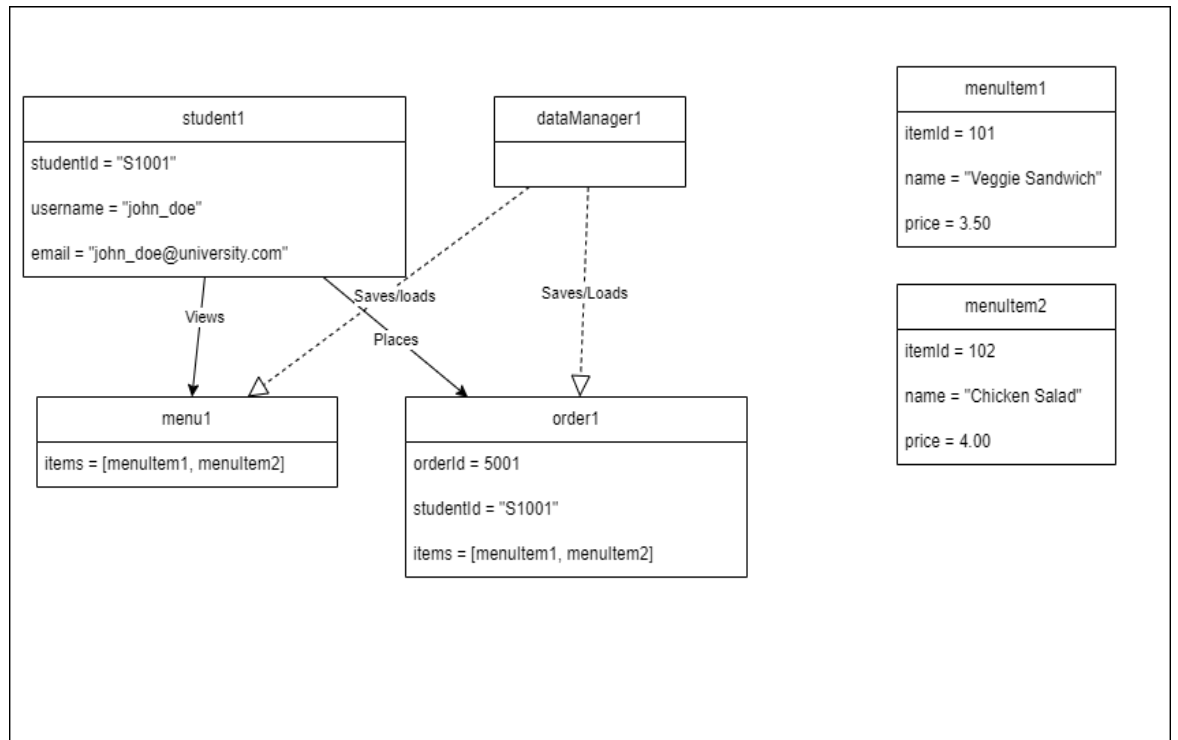 student1
studentId = "S1001"
username = "john_doe"
email = "john_doe@university.com"
dataManager1
menuItem1
itemId = 101
name = "Veggie Sandwich"
price = 3.50
menuItem2
itemId = 102
name = "Chicken Salad"
price = 4.00
Views
Saves/loads
Places
Saves/Loads
menu1
items = [menuItem1, menuItem2]
order1
orderId = 5001
studentId = "S1001"
items = [menuItem1, menuItem2]